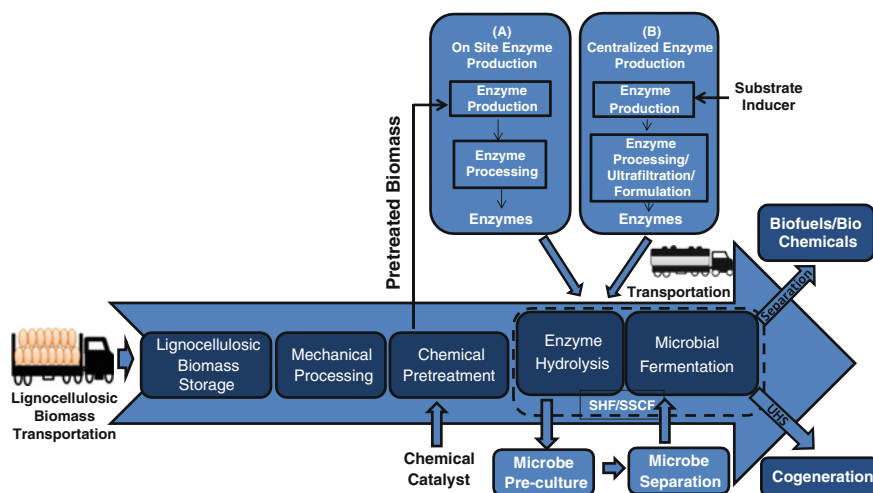 (A)
On Site Enzyme
Production
Enzyme
Production
Enzyme
Processing
Enzymes
(B)
Centralized Enzyme
Production
Enzyme
Production
Enzyme
Processing/
Ultrafiltration/
Formulation
Enzymes
Substrate
Inducer
Pretreated Biomass
Transportation
Biofuels/Bio
Chemicals
Separation
Lignocellulosic
Biomass
Transportation
Lignocellulosic
Biomass
Storage
Mechanical
Processing
Chemical
Pretreatment
Enzyme
Hydrolysis
Microbial
Fermentation
SHF/SSCF
UHS
Chemical
Catalyst
Microbe
Pre-culture
Microbe
Separation
Cogeneration